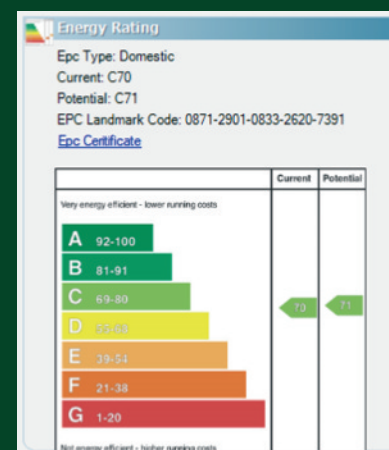 Energy Rating
Epc Type: Domestic
Current: C70
Potential: C71
EPC Landmark Code: 0871-2901-0833-2620-7391
Epc Certificate
Current Potential
Very energy efficient - lower running costs
A 92-100
B 81-91
C 69-80
70 71
D 55-68
E 39-54
F 21-38
G 1-20
Not energy efficient - higher running costs